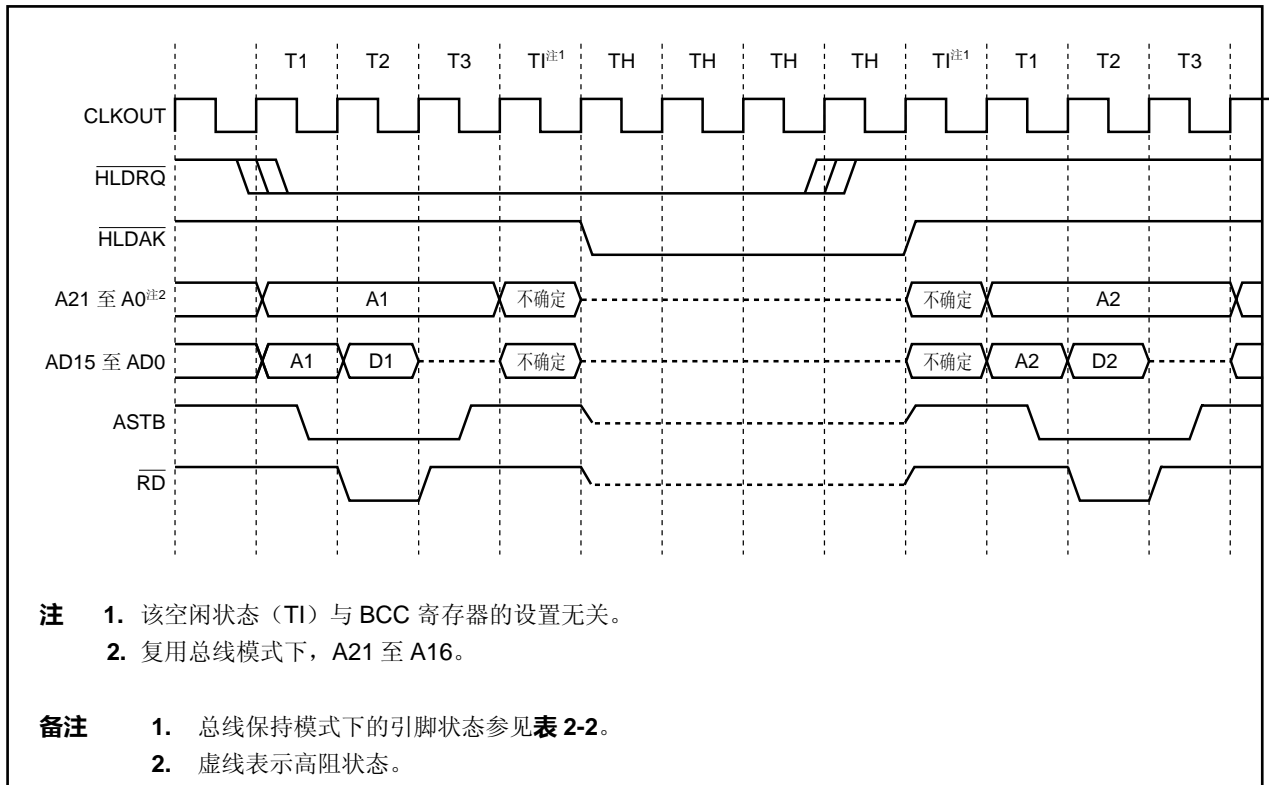 T1 T2 T3 TI注1 TH TH TH TH TI注1 T1 T2 T3
CLKOUT
HLDRQ
HLDAK
A21 至 A0注2 A1 不确定 不确定 A2
AD15 至 AD0 A1 D1 不确定 不确定 A2 D2
ASTB
RD
注 1. 该空闲状态（TI）与 BCC 寄存器的设置无关。
2. 复用总线模式下，A21 至 A16。
备注 1. 总线保持模式下的引脚状态参见表 2-2。
2. 虚线表示高阻状态。